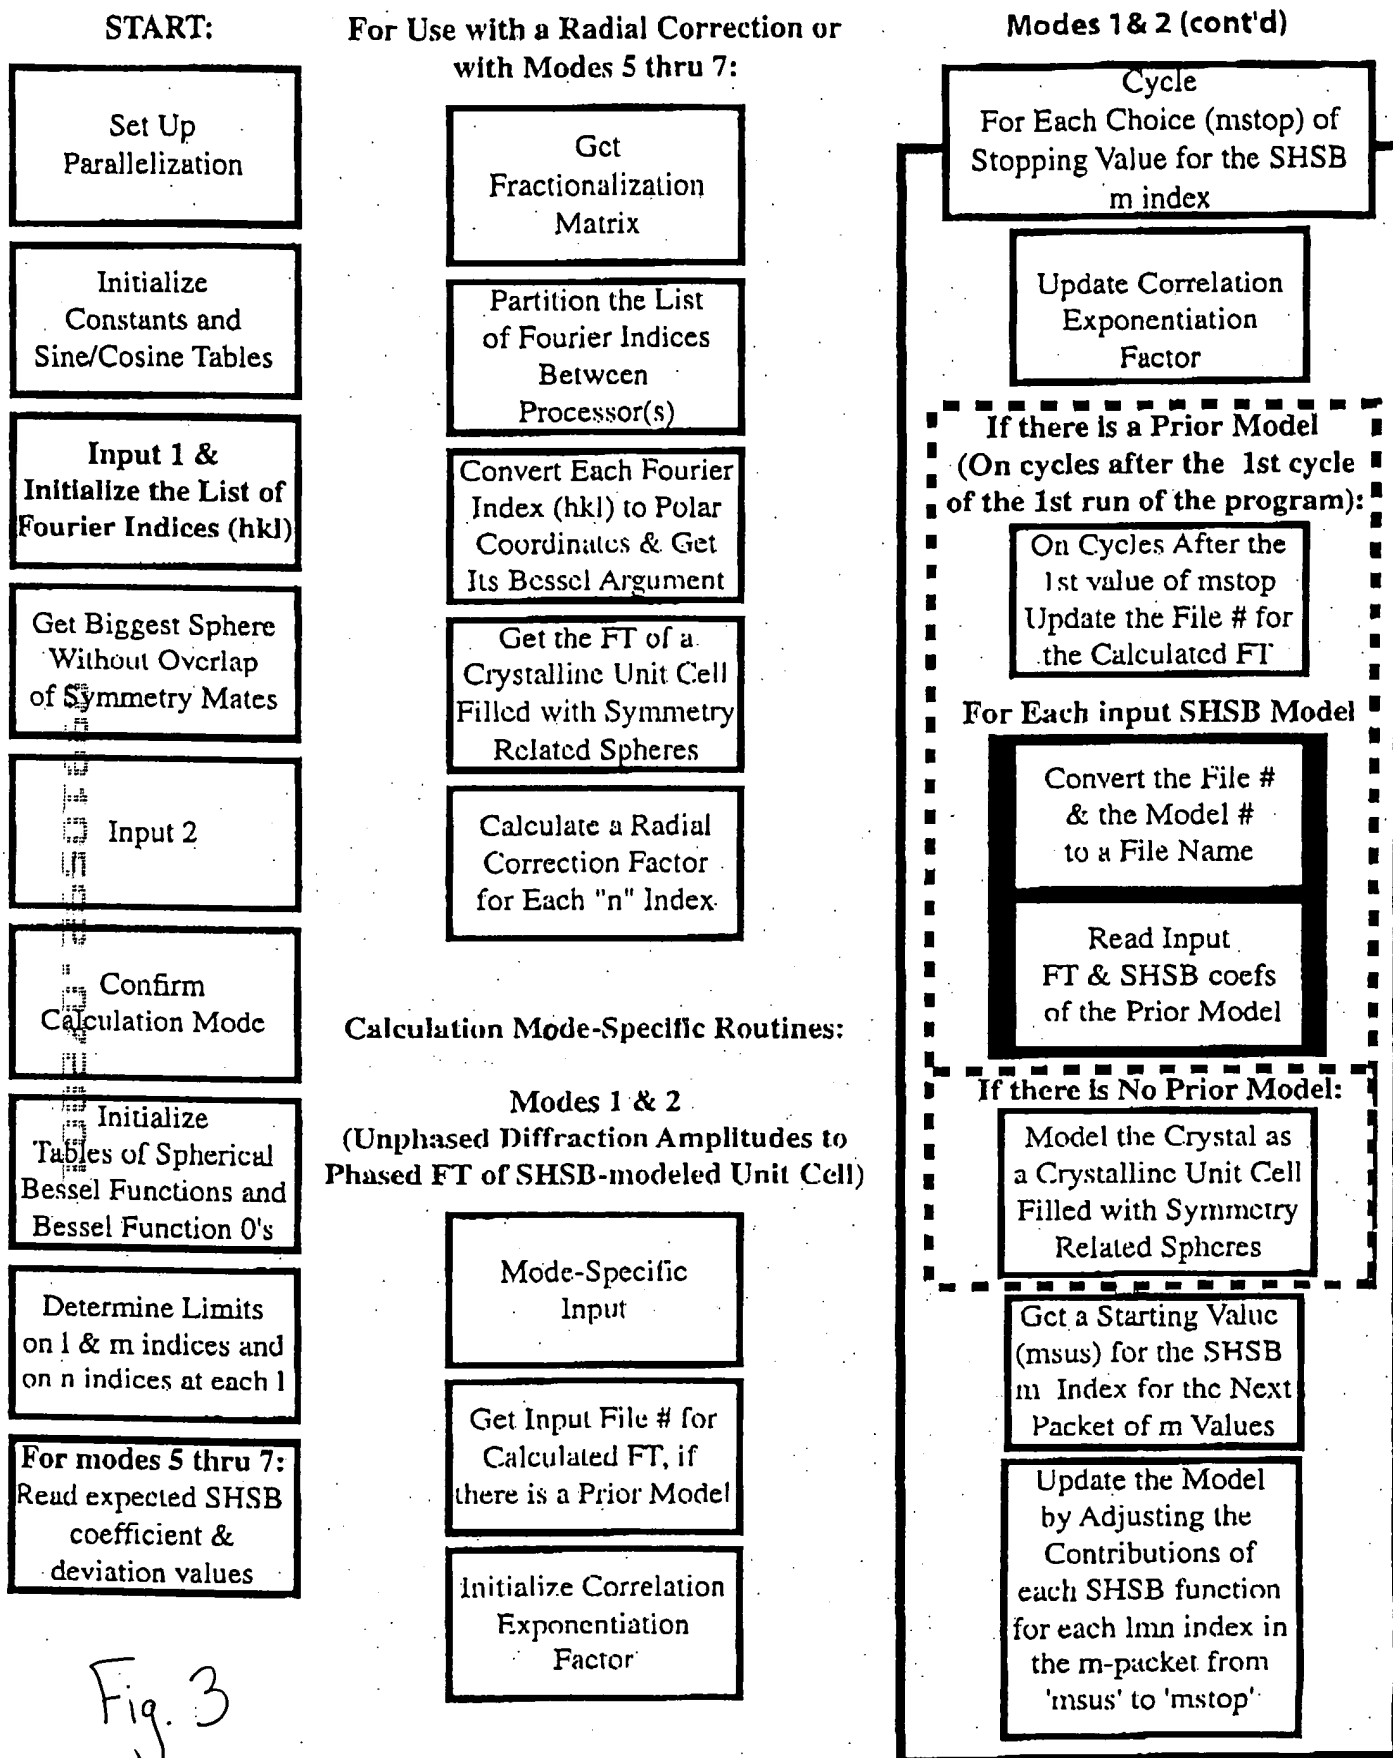 START:
Set Up
Parallelization
Initialize
Constants and
Sine/Cosine Tables
Input 1 &
Initialize the List of
Fourier Indices (hkl)
Get Biggest Sphere
Without Overlap
of Symmetry Mates
Input 2
Confirm
Calculation Mode
Initialize
Tables of Spherical
Bessel Functions and
Bessel Function 0's
Determine Limits
on l & m indices and
on n indices at each l
For modes 5 thru 7:
Read expected SHSB
coefficient &
deviation values
Fig. 3
For Use with a Radial Correction or
with Modes 5 thru 7:
Get
Fractionalization
Matrix
Partition the List
of Fourier Indices
Between
Processor(s)
Convert Each Fourier
Index (hkl) to Polar
Coordinates & Get
Its Bessel Argument
Get the FT of a
Crystalline Unit Cell
Filled with Symmetry
Related Spheres
Calculate a Radial
Correction Factor
for Each "n" Index
Calculation Mode-Specific Routines:
Modes 1 & 2
(Unphased Diffraction Amplitudes to
Phased FT of SHSB-modeled Unit Cell)
Mode-Specific
Input
Get Input File # for
Calculated FT, if
there is a Prior Model
Initialize Correlation
Exponentiation
Factor
Modes 1& 2 (cont'd)
Cycle
For Each Choice (mstop) of
Stopping Value for the SHSB
m index
Update Correlation
Exponentiation
Factor
If there is a Prior Model
(On cycles after the 1st cycle
of the 1st run of the program):
On Cycles After the
1st value of mstop
Update the File # for
the Calculated FT
For Each input SHSB Model
Convert the File #
& the Model #
to a File Name
Read Input
FT & SHSB coefs
of the Prior Model
If there is No Prior Model:
Model the Crystal as
a Crystalline Unit Cell
Filled with Symmetry
Related Spheres
Get a Starting Value
(msus) for the SHSB
m Index for the Next
Packet of m Values
Update the Model
by Adjusting the
Contributions of
each SHSB function
for each lmn index in
the m-packet from
'msus' to 'mstop'